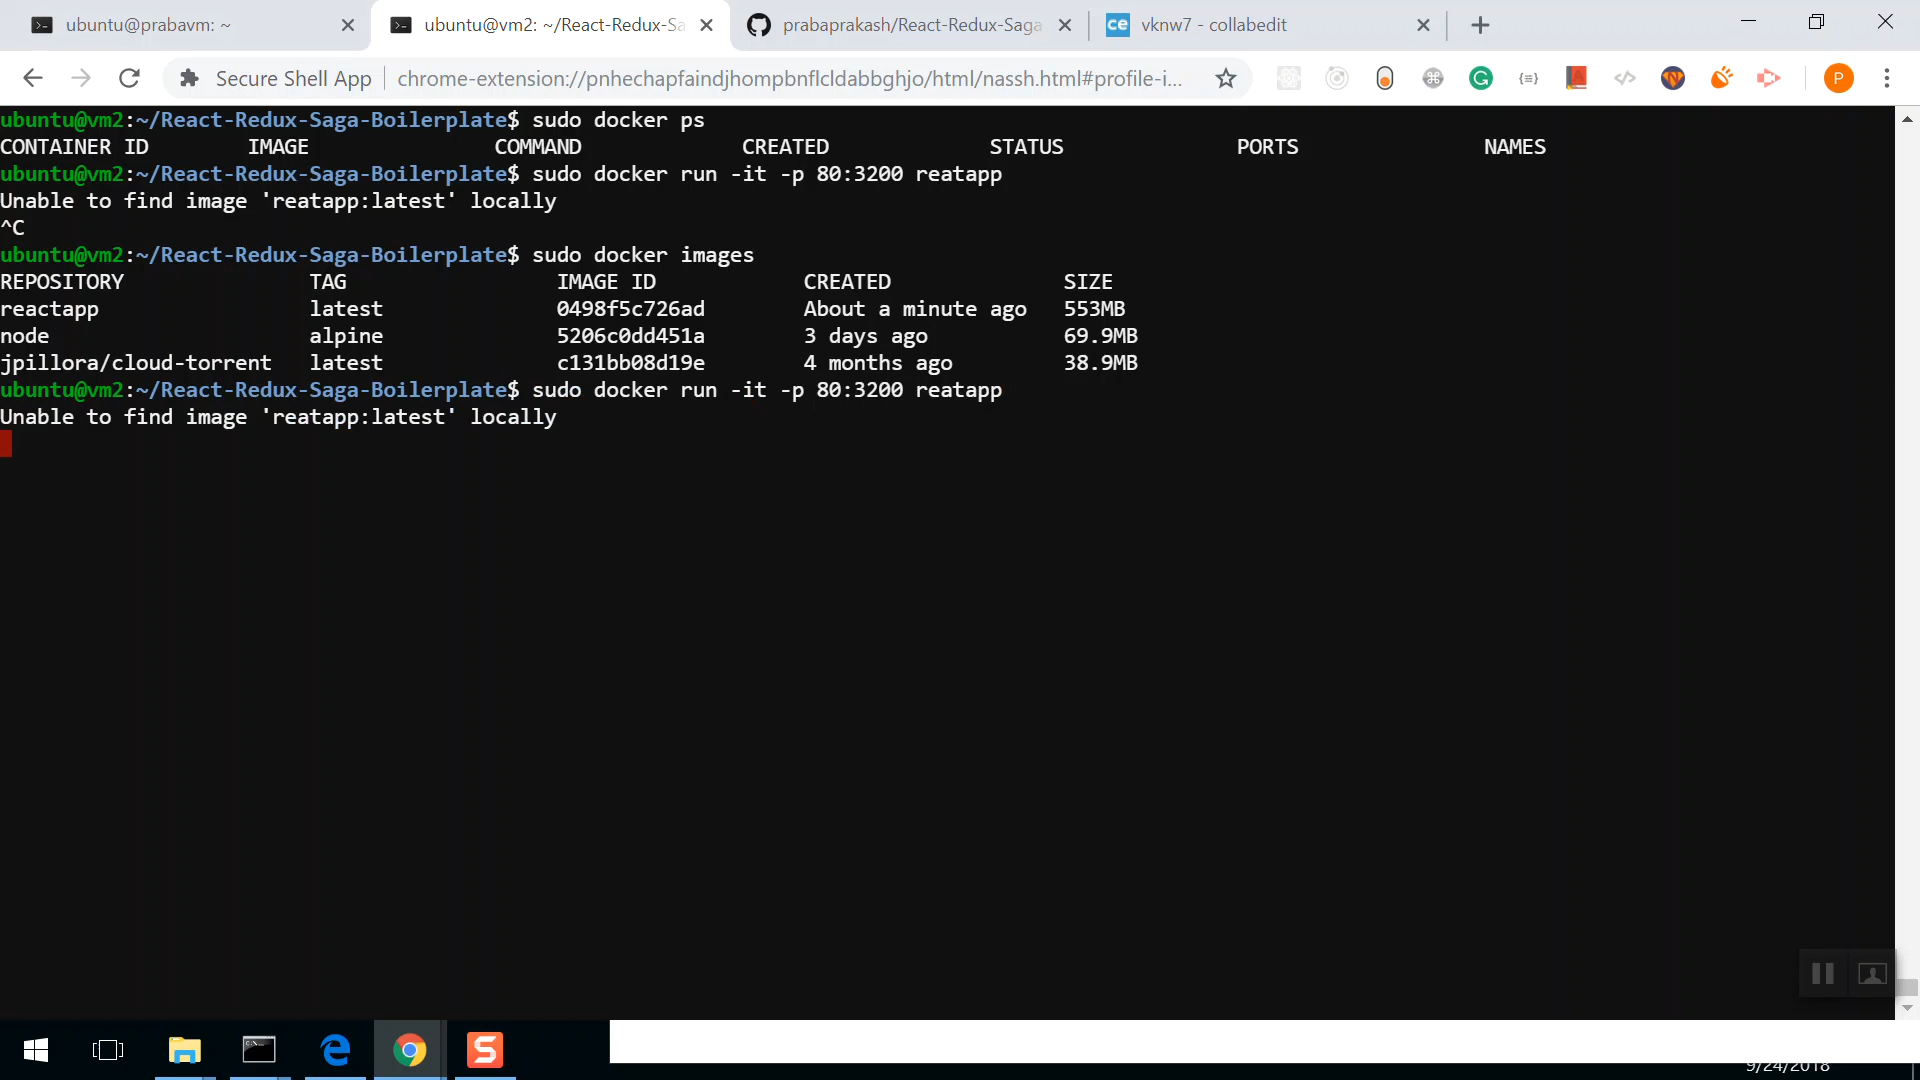 ubuntu@prabavm: ~
ubuntu@vm2: ~/React-Redux-Sa
prabaprakash/React-Redux-Saga
ce vknw7 - collabedit
Secure Shell App
chrome-extension://pnhechapfaindjhompbnflcldabbghjo/html/nassh.html#profile-i...
P
ubuntu@vm2:~/React-Redux-Saga-Boilerplate$ sudo docker ps
CONTAINER ID IMAGE COMMAND CREATED STATUS PORTS NAMES
ubuntu@vm2:~/React-Redux-Saga-Boilerplate$ sudo docker run -it -p 80:3200 reatapp
Unable to find image 'reatapp:latest' locally
^C
ubuntu@vm2:~/React-Redux-Saga-Boilerplate$ sudo docker images
REPOSITORY TAG IMAGE ID CREATED SIZE
reactapp latest 0498f5c726ad About a minute ago 553MB
node alpine 5206c0dd451a 3 days ago 69.9MB
jpillora/cloud-torrent latest c131bb08d19e 4 months ago 38.9MB
ubuntu@vm2:~/React-Redux-Saga-Boilerplate$ sudo docker run -it -p 80:3200 reatapp
Unable to find image 'reatapp:latest' locally
9/24/2018